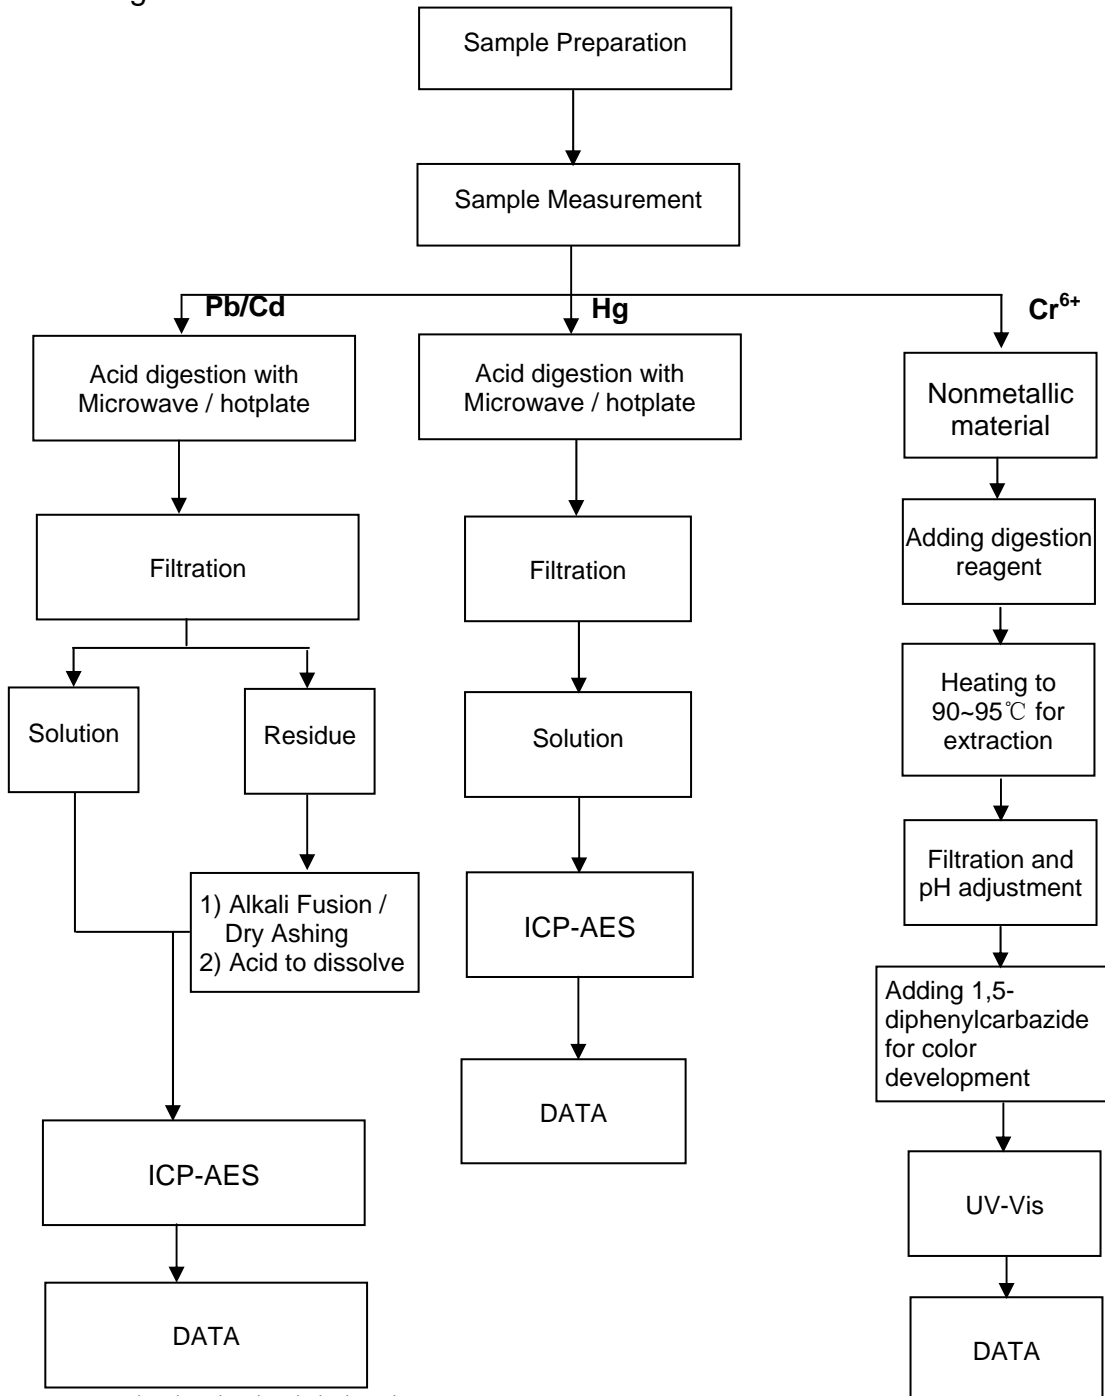 Sample Preparation
Sample Measurement
Pb/Cd
Hg
Cr6+
Acid digestion with
Microwave / hotplate
Filtration
Solution
Residue
1) Alkali Fusion /
Dry Ashing
2) Acid to dissolve
ICP-AES
DATA
Acid digestion with
Microwave / hotplate
Filtration
Solution
ICP-AES
DATA
Nonmetallic
material
Adding digestion
reagent
Heating to
90~95℃ for
extraction
Filtration and
pH adjustment
Adding 1,5-
diphenylcarbazide
for color
development
UV-Vis
DATA